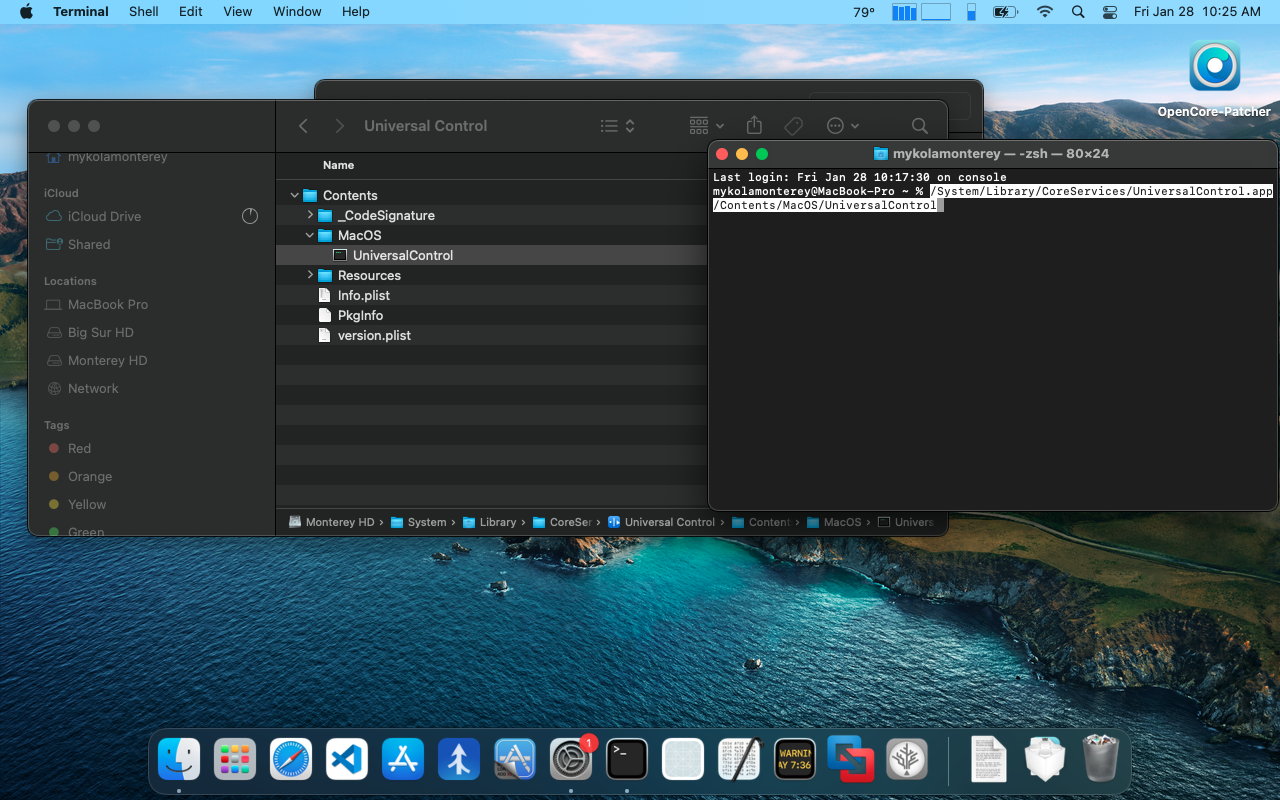 Terminal Shell Edit View Window Help 79° Fri Jan 28 10:25 AM
OpenCore-Patcher
Universal Control
mykolamonterey
iCloud
iCloud Drive
Shared
Locations
MacBook Pro
Big Sur HD
Monterey HD
Network
Tags
Red
Orange
Yellow
Green
Name
Contents
_CodeSignature
MacOS
UniversalControl
Resources
Info.plist
PkgInfo
version.plist
Monterey HD › System › Library › CoreSer › Universal Control › Content › MacOS › Univers
mykolamonterey — -zsh — 80×24
Last login: Fri Jan 28 10:17:30 on console
mykolamonterey@MacBook-Pro ~ % /System/Library/CoreServices/UniversalControl.app
/Contents/MacOS/UniversalControl
1
>_
WARNIN
AY 7:36